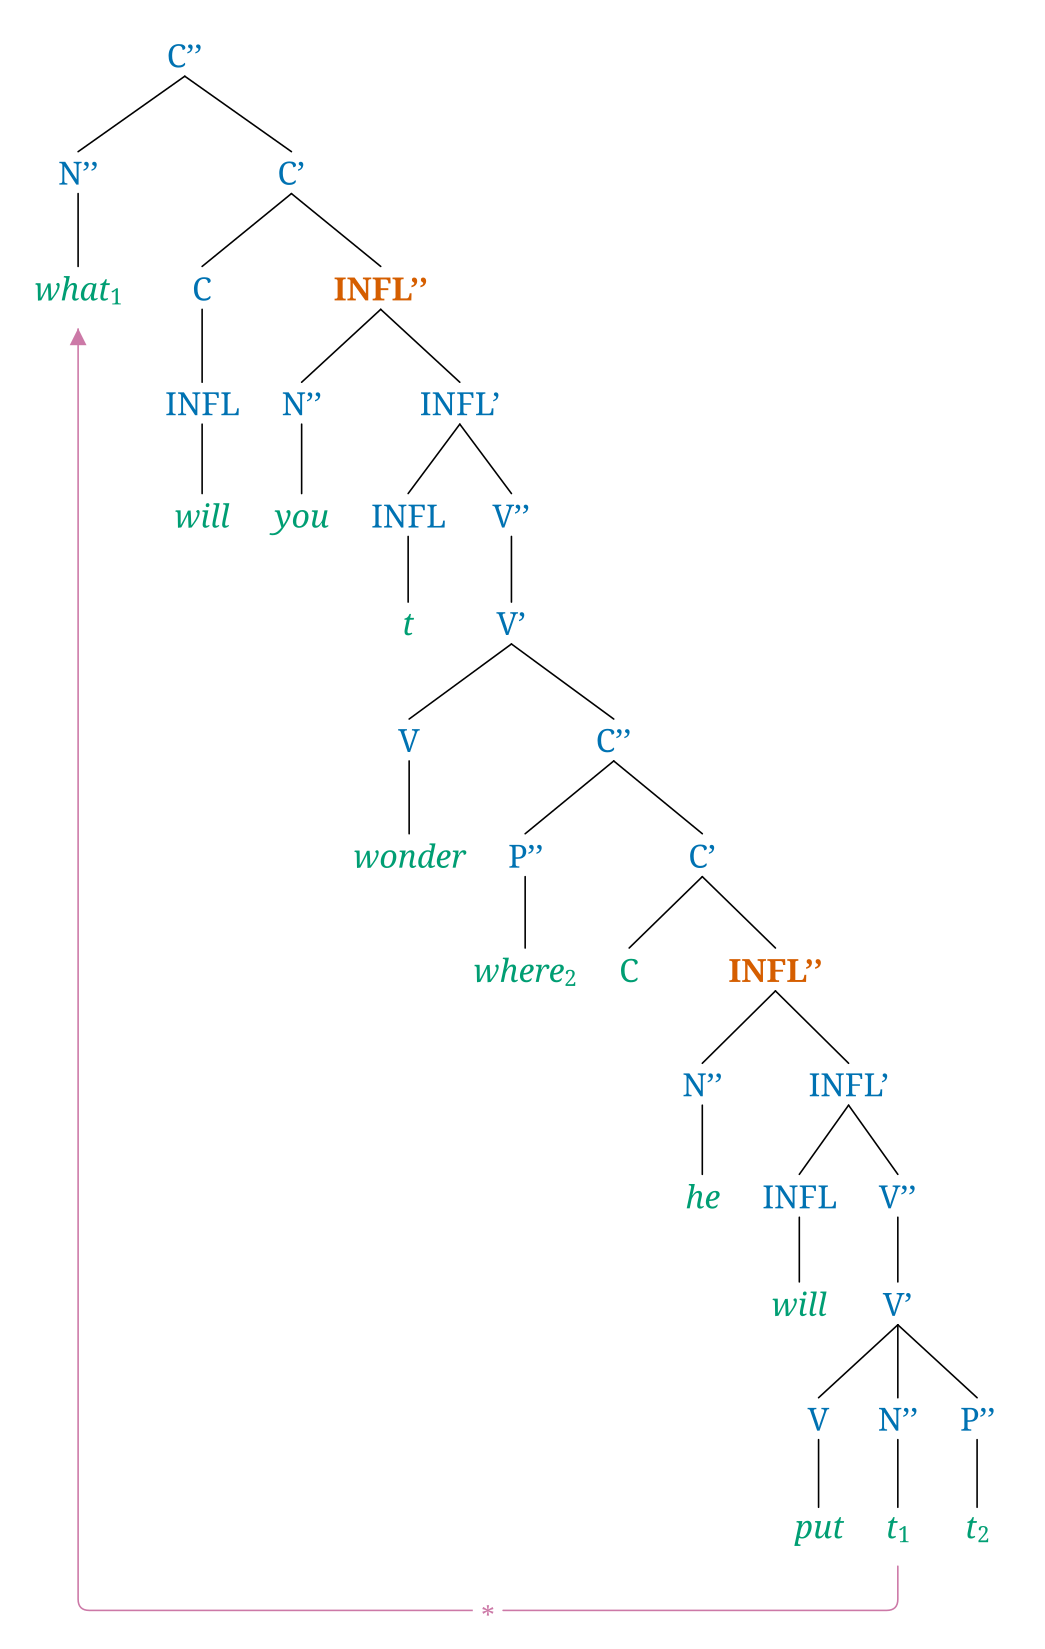 C’’
N’’ C’
what₁ C INFL’’
INFL N’’ INFL’
will you INFL V’’
t V’
V C’’
wonder P’’ C’
where₂ C INFL’’
N’’ INFL’
he INFL V’’
will V’
V N’’ P’’
put t₁ t₂
*